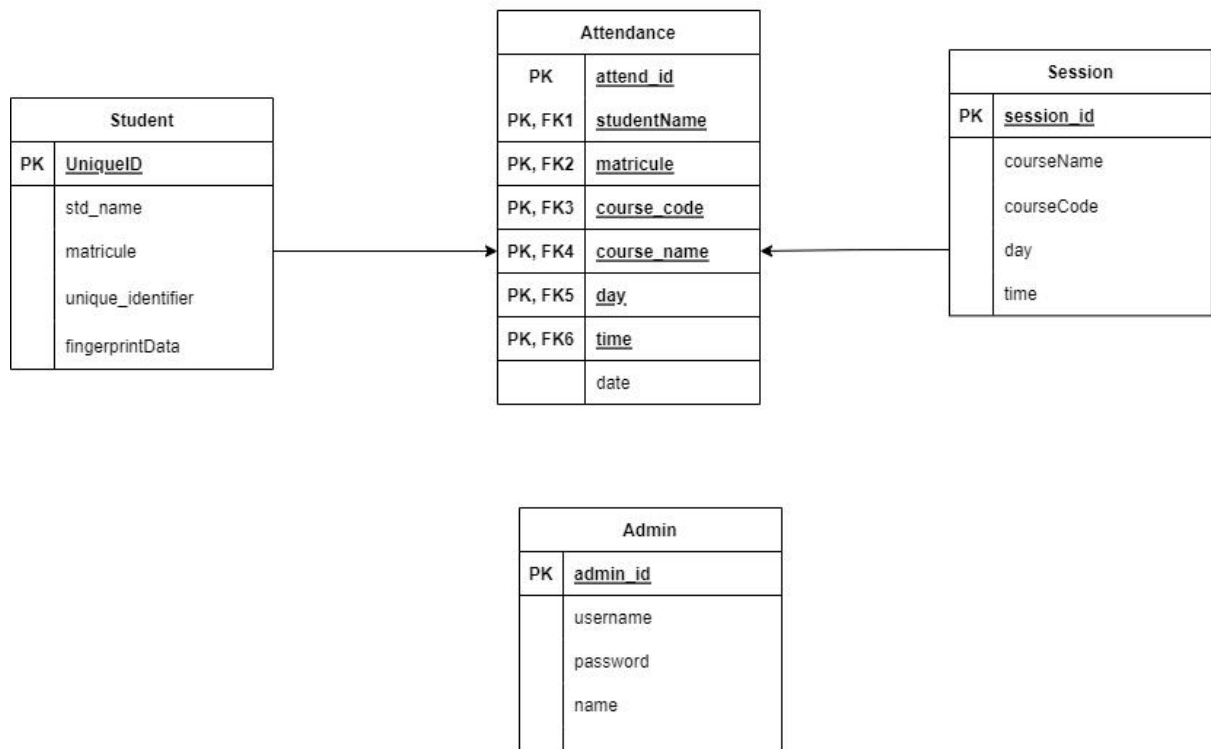 Student
PK UniqueID
std_name
matricule
unique_identifier
fingerprintData
Attendance
PK attend_id
PK, FK1 studentName
PK, FK2 matricule
PK, FK3 course_code
PK, FK4 course_name
PK, FK5 day
PK, FK6 time
date
Session
PK session_id
courseName
courseCode
day
time
Admin
PK admin_id
username
password
name